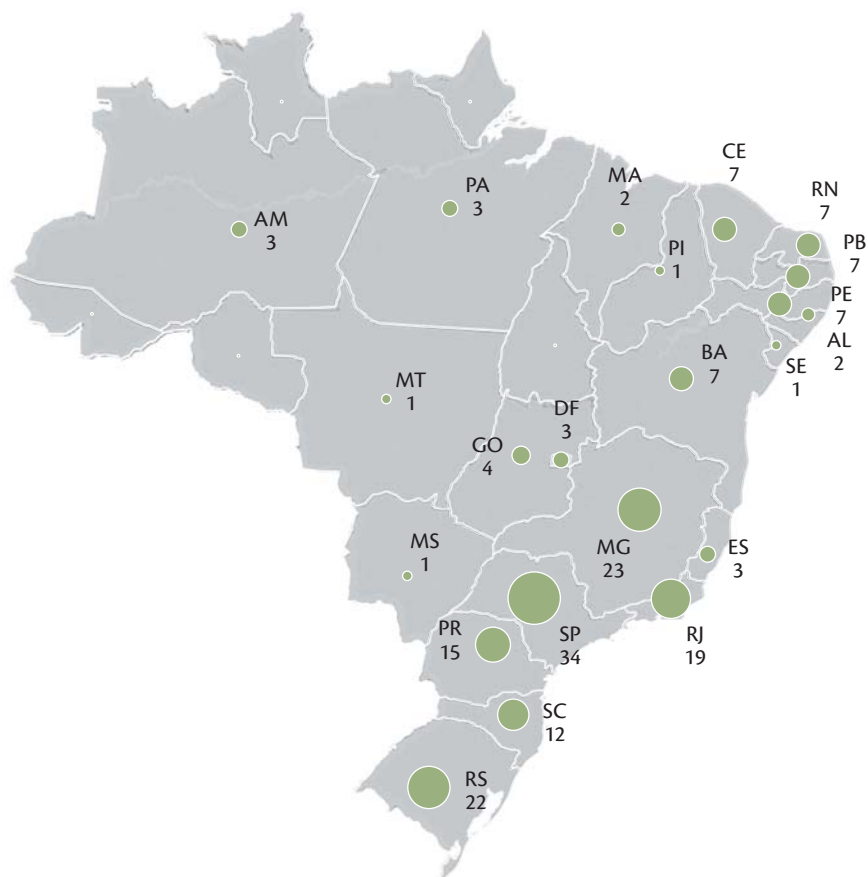 CE
7
RN
7
PA
3
MA
2
AM
3
PB
7
PI
1
PE
7
AL
2
BA
7
SE
1
MT
1
DF
3
GO
4
MG
23
ES
3
MS
1
PR
15
SP
34
RJ
19
SC
12
RS
22